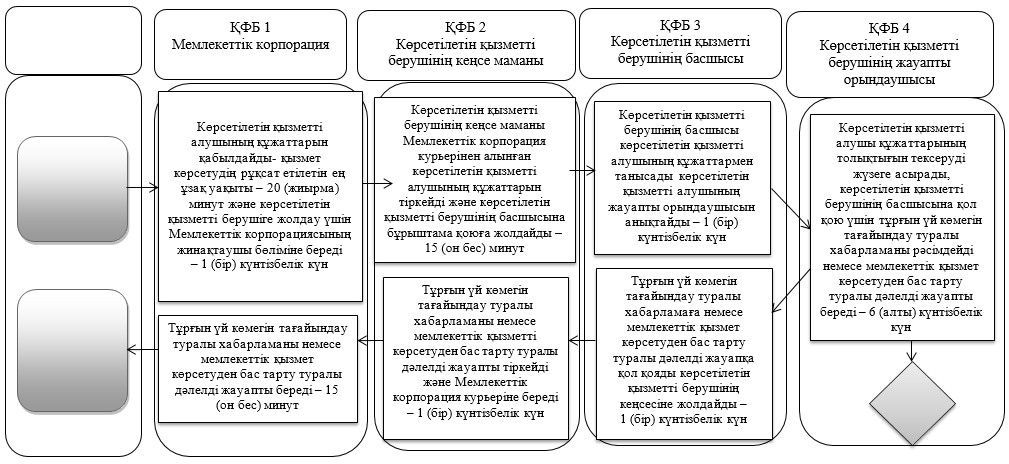 ҚФБ 1
Мемлекеттік корпорация
ҚФБ 2
Көрсетілетін қызметті
берушінің кеңсе маманы
ҚФБ 3
Көрсетілетін қызметті
берушінің басшысы
ҚФБ 4
Көрсетілетін қызметті
берушінің жауапты
орындаушысы
Көрсетілетін қызметті
алушының құжаттарын
қабылдайды- қызмет
көрсетудің рұқсат етілетін ең
ұзақ уақыты – 20 (жиырма)
минут және көрсетілетін
қызметті берушіге жолдау үшін
Мемлекеттік корпорациясының
жинақтаушы бөліміне береді
– 1 (бір) күнтізбелік күн
Көрсетілетін қызметті
берушінің кеңсе маманы
Мемлекеттік корпорация
курьерінен алынған
көрсетілетін қызметті
алушының құжаттарын
тіркейді және көрсетілетін
қызметті берушінің басшысына
бұрыштама қоюға жолдайды –
15 (он бес) минут
Көрсетілетін қызметті
берушінің басшысы
көрсетілетін қызметті
алушының құжаттармен
танысады көрсетілетін
қызметті алушының
жауапты орындаушысын
анықтайды – 1 (бір)
күнтізбелік күн
Көрсетілетін қызметті
алушы құжаттарының
толықтығын тексеруді
жүзеге асырады,
көрсетілетін қызметті
берушінің басшысына қол
қою үшін тұрғын үй көмегін
тағайындау туралы
хабарламаны рәсімдейді
немесе мемлекеттік қызмет
көрсетуден бас тарту
туралы дәлелді жауапты
береді – 6 (алты) күнтізбелік
күн
Тұрғын үй көмегін тағайындау
туралы хабарламаны немесе
мемлекеттік қызмет
көрсетуден бас тарту туралы
дәлелді жауапты береді – 15
(он бес) минут
Тұрғын үй көмегін
тағайындау туралы
хабарламаны немесе
мемлекеттік қызметті
көрсетуден бас тарту туралы
дәлелді жауапты тіркейді
және Мемлекеттік
корпорация курьеріне береді
– 1 (бір) күнтізбелік күн
Тұрғын үй көмегін
тағайындау туралы
хабарламаға немесе
мемлекеттік қызмет
көрсетуден бас тарту
туралы дәлелді жауапқа
қол қояды көрсетілетін
қызметті берушінің
кеңсесіне жолдайды –
1 (бір) күнтізбелік күн